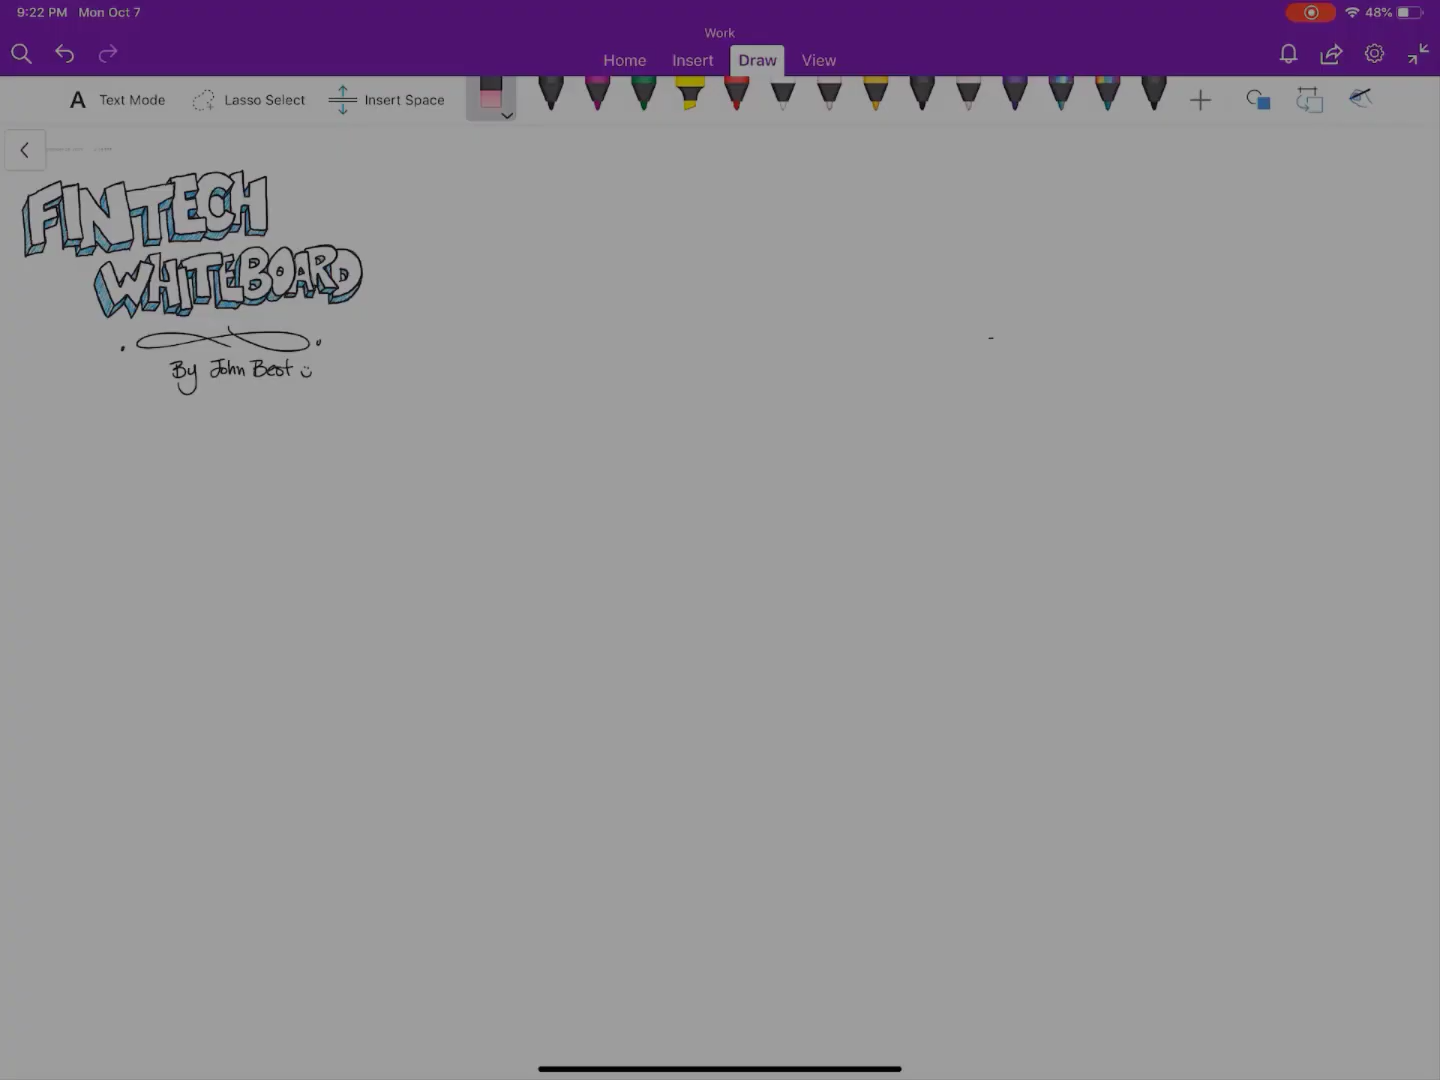 9:22 PM Mon Oct 7
48%
Work
Home Insert Draw View
A Text Mode Lasso Select Insert Space
FINTECH
WHITEBOARD
By John Best